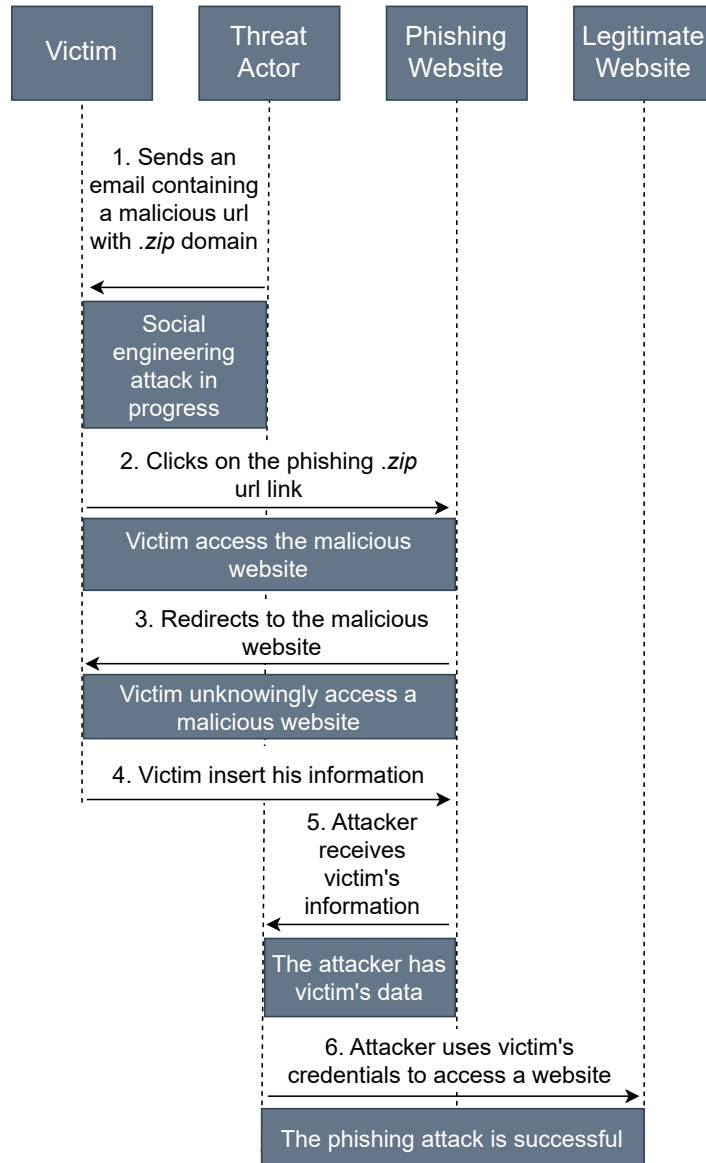 Victim
Threat
Actor
Phishing
Website
Legitimate
Website
1. Sends an
email containing
a malicious url
with .zip domain
Social
engineering
attack in
progress
2. Clicks on the phishing .zip
url link
Victim access the malicious
website
3. Redirects to the malicious
website
Victim unknowingly access a
malicious website
4. Victim insert his information
5. Attacker
receives
victim's
information
The attacker has
victim's data
6. Attacker uses victim's
credentials to access a website
The phishing attack is successful